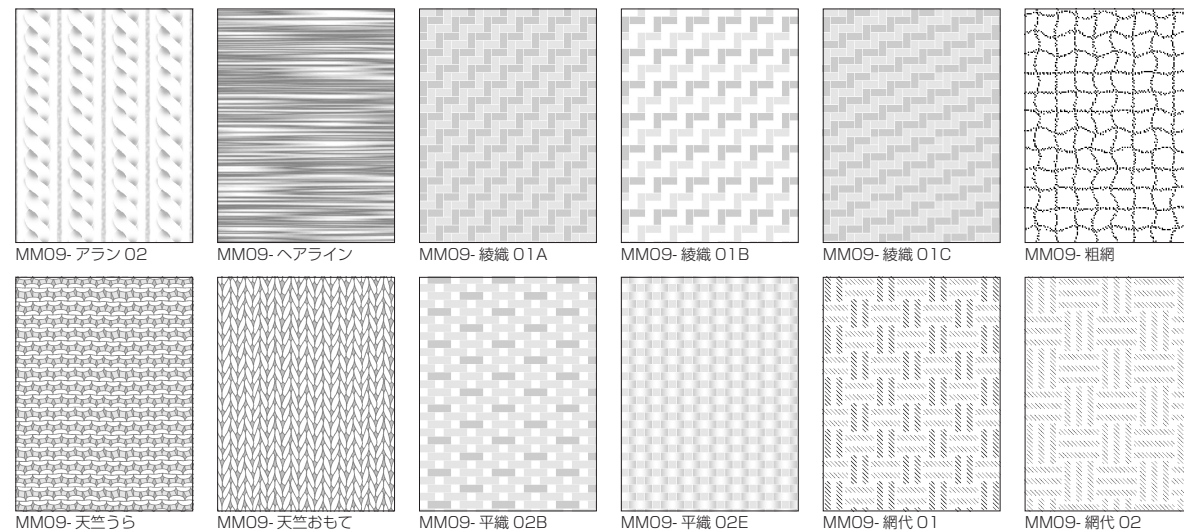 MM09- アラン 02
MM09- ヘアライン
MM09- 綾織 01A
MM09- 綾織 01B
MM09- 綾織 01C
MM09- 粗網
MM09- 天竺うら
MM09- 天竺おもて
MM09- 平織 02B
MM09- 平織 02E
MM09- 網代 01
MM09- 網代 02